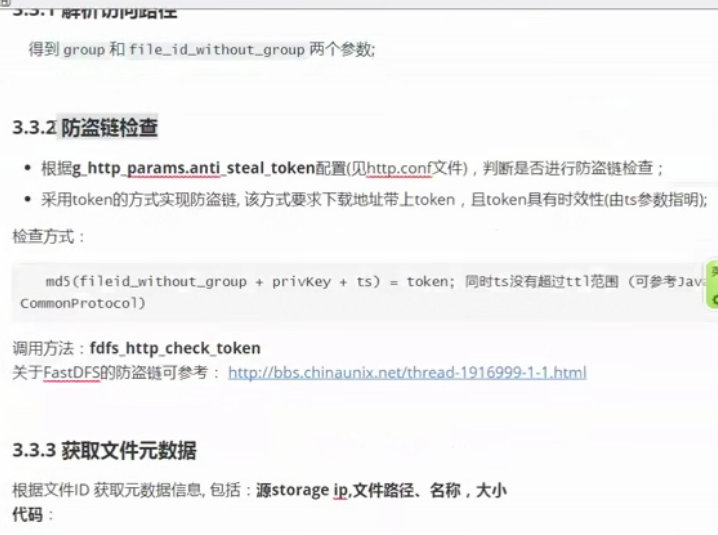 3.3.1 解析访问路径
得到 group 和 file_id_without_group 两个参数;
3.3.2 防盗链检查
• 根据g_http_params.anti_steal_token配置(见http.conf文件)，判断是否进行防盗链检查；
• 采用token的方式实现防盗链, 该方式要求下载地址带上token，且token具有时效性(由ts参数指明);
检查方式：
md5(fileid_without_group + privKey + ts) = token; 同时ts没有超过ttl范围 (可参考Java
CommonProtocol)
调用方法：fdfs_http_check_token
关于FastDFS的防盗链可参考： http://bbs.chinaunix.net/thread-1916999-1-1.html
3.3.3 获取文件元数据
根据文件ID 获取元数据信息, 包括：源storage ip,文件路径、名称，大小
代码：